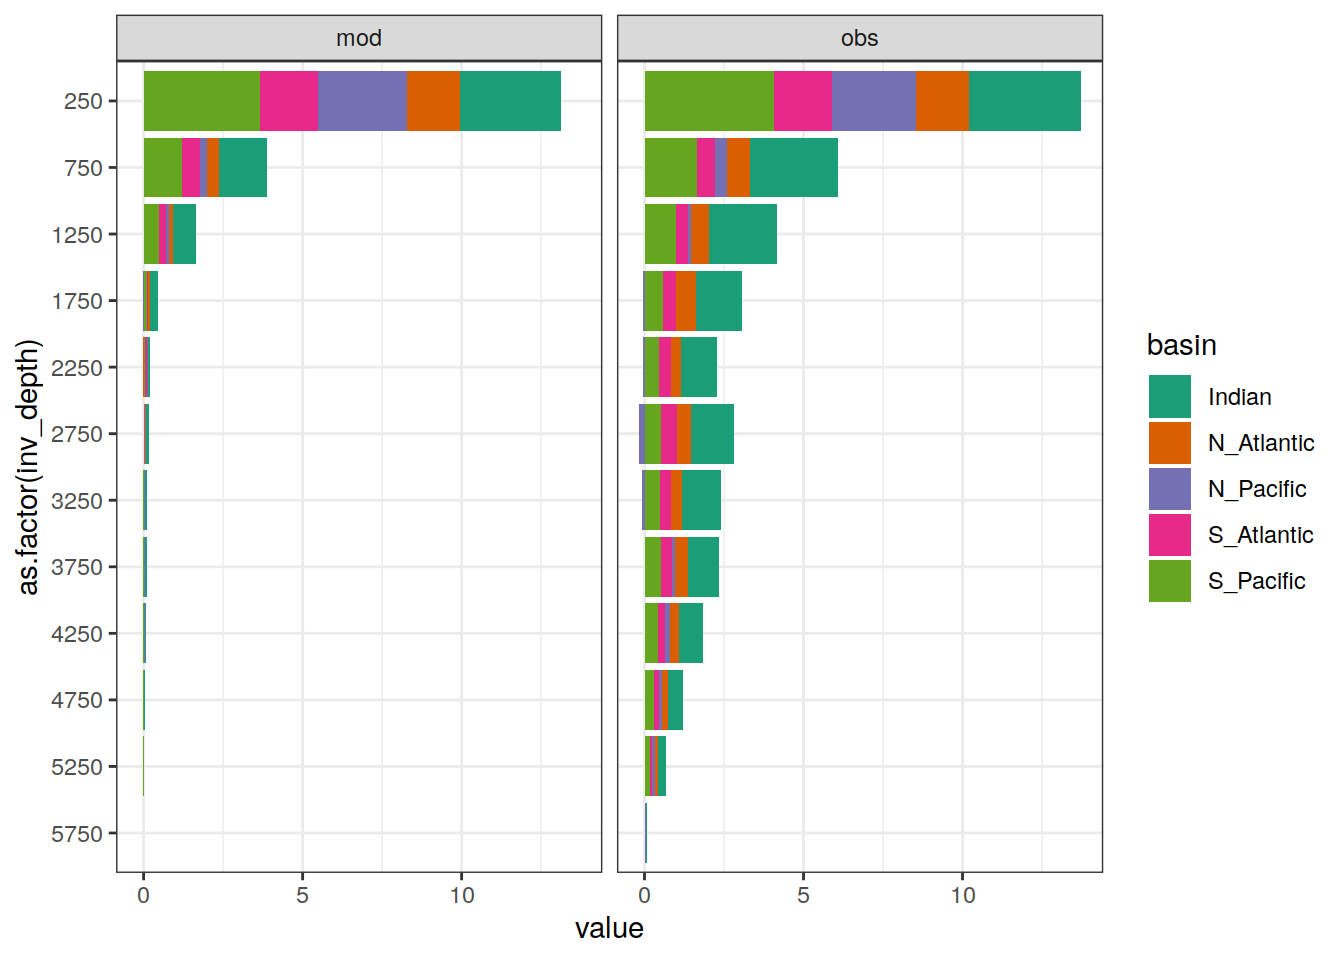 mod
obs
250
750
1250
1750
2250
2750
3250
3750
4250
4750
5250
5750
as.factor(inv_depth)
0 5 10
0 5 10
value
basin
Indian
N_Atlantic
N_Pacific
S_Atlantic
S_Pacific